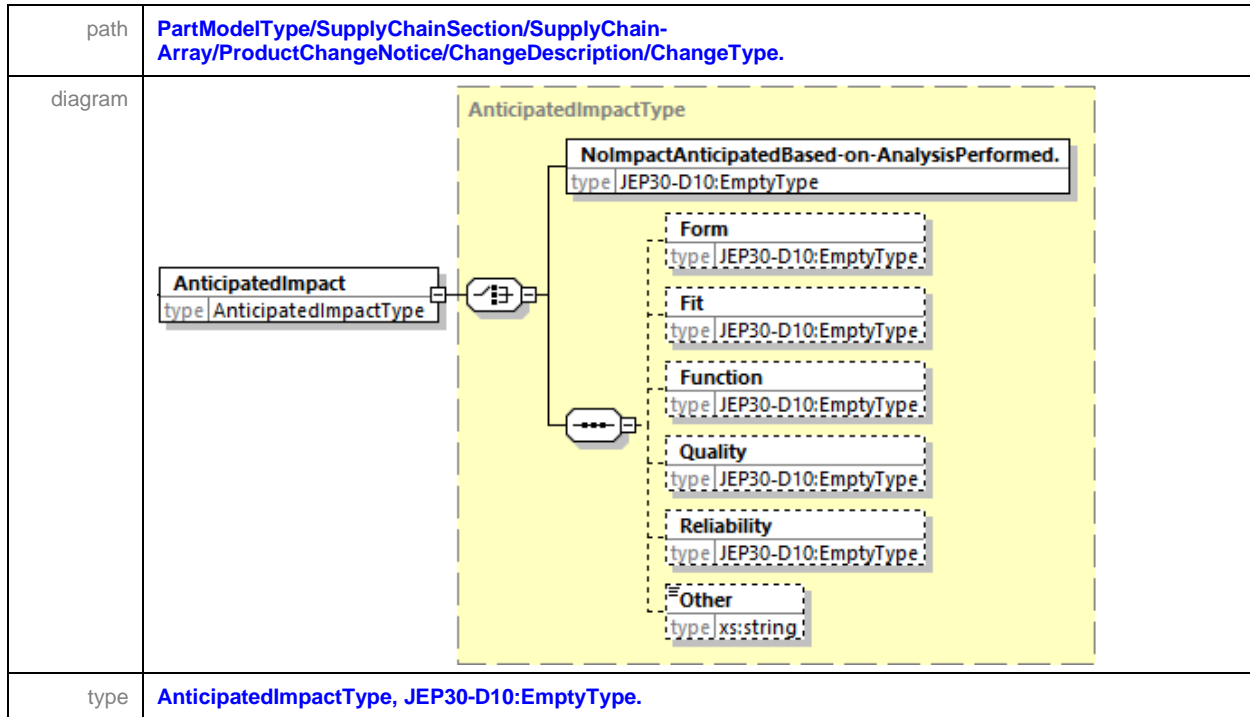 path
PartModelType/SupplyChainSection/SupplyChain-
Array/ProductChangeNotice/ChangeDescription/ChangeType.
diagram
AnticipatedImpactType
NoImpactAnticipatedBased-on-AnalysisPerformed.
type JEP30-D10:EmptyType
Form
type JEP30-D10:EmptyType
AnticipatedImpact
type AnticipatedImpactType
Fit
type JEP30-D10:EmptyType
Function
type JEP30-D10:EmptyType
Quality
type JEP30-D10:EmptyType
Reliability
type JEP30-D10:EmptyType
Other
type xs:string
type
AnticipatedImpactType, JEP30-D10:EmptyType.